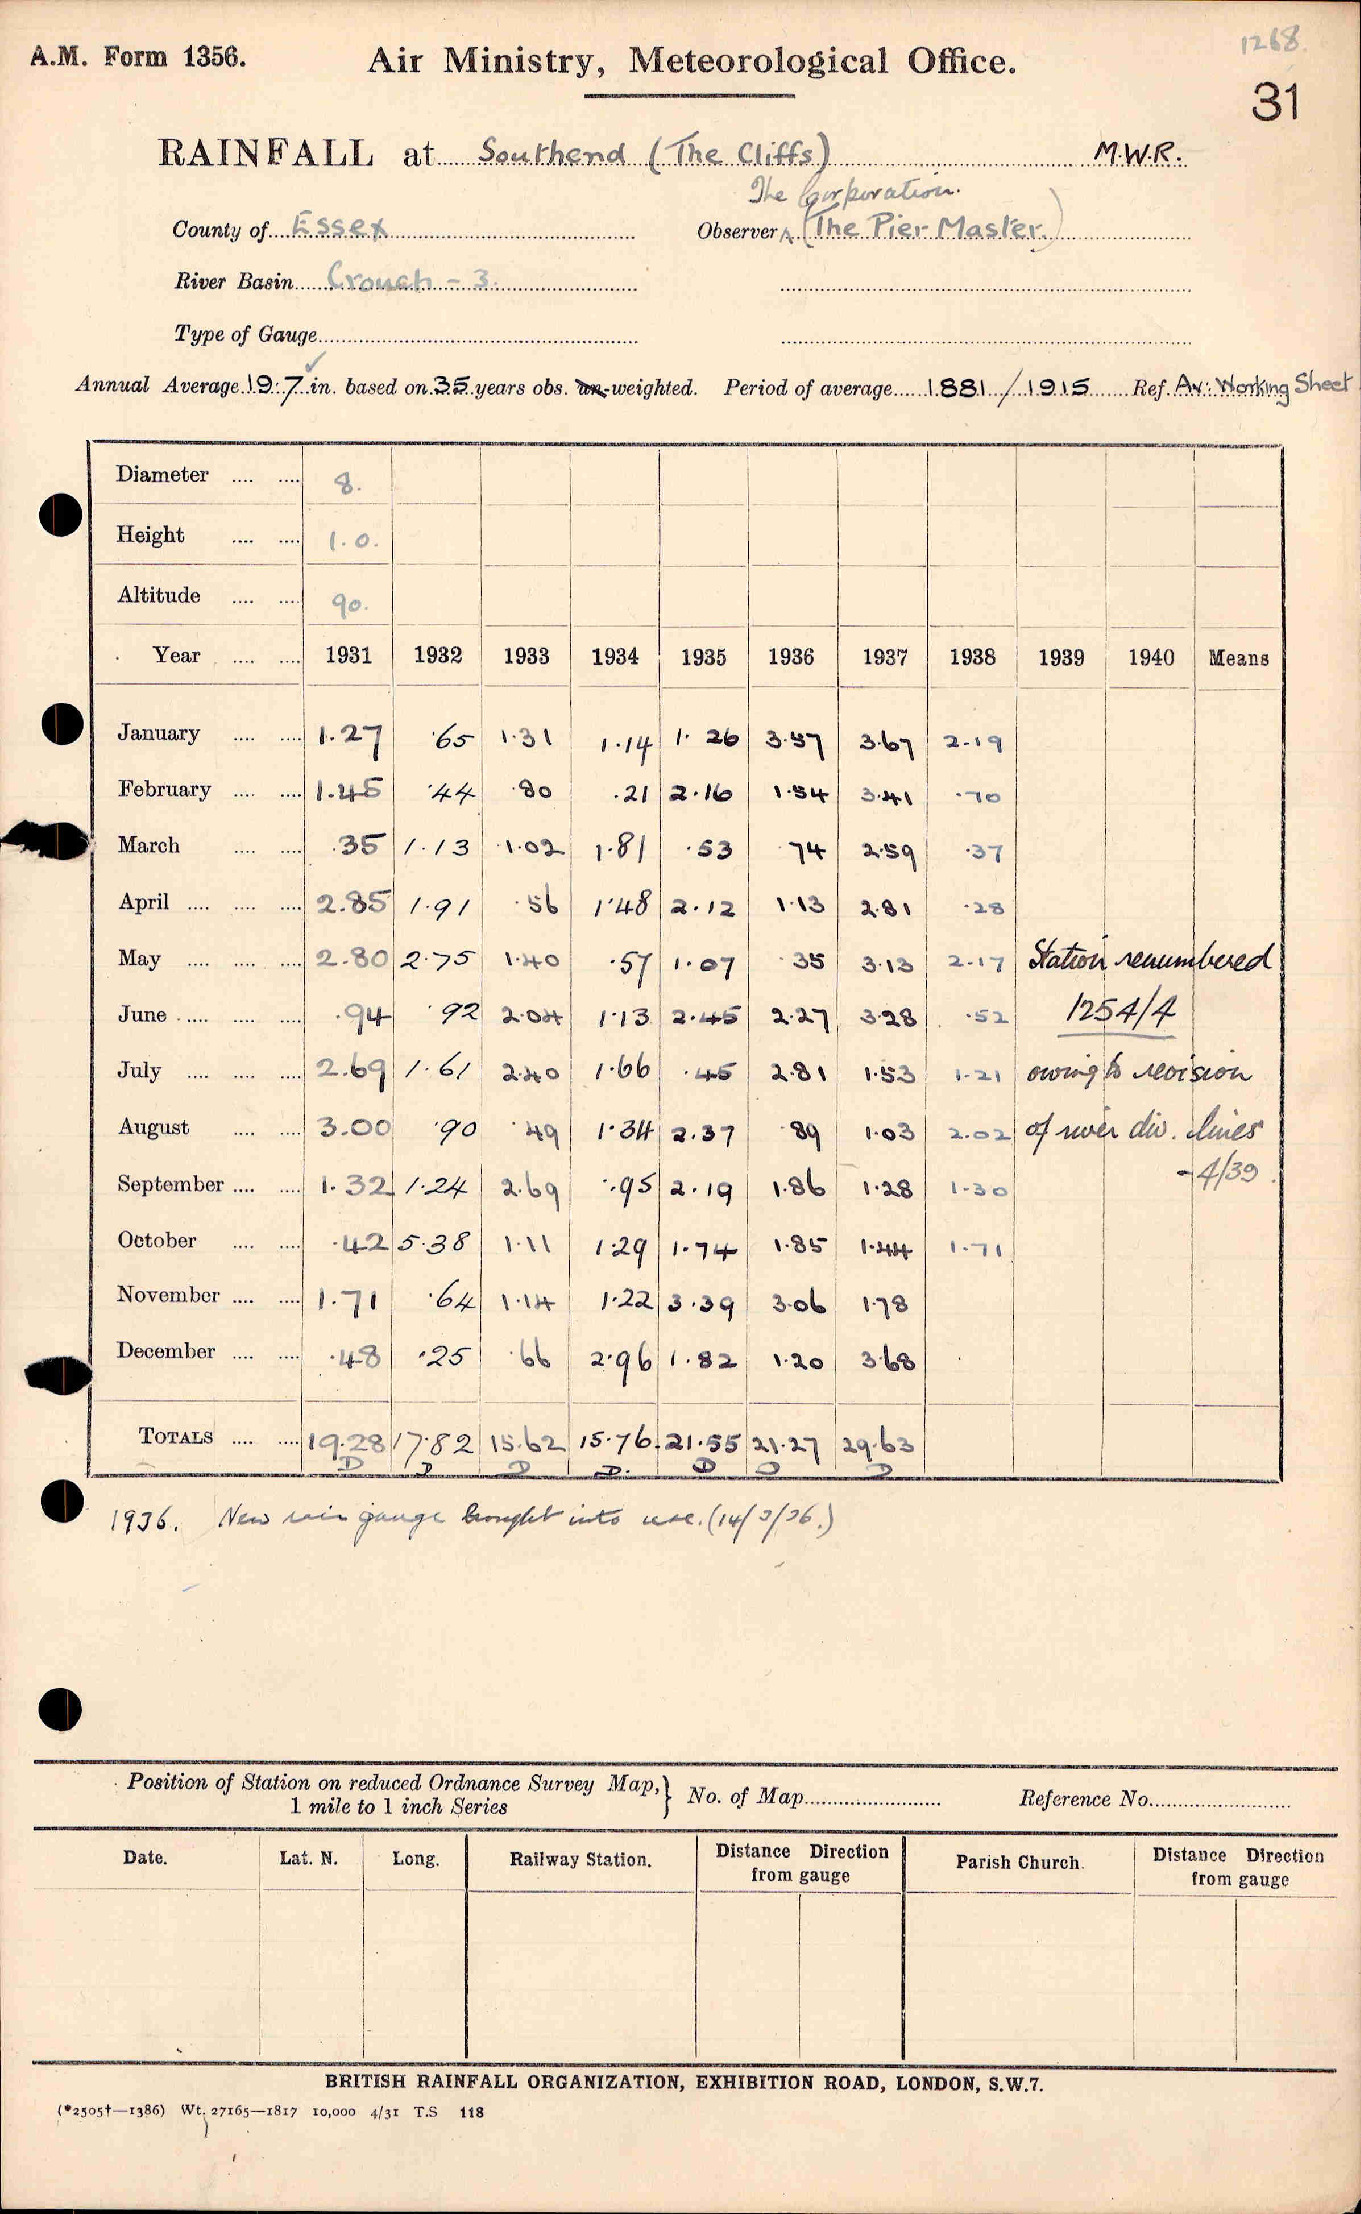 1268.
A.M. Form 1356. Air Ministry, Meteorological Office.
31
RAINFALL at Southend (The Cliffs) M.W.R.
The Corporation.
County of Essex Observer (The Pier Master.)
River Basin Crouch - 3.
Type of Gauge
Annual Average 19.7 in. based on 35 years obs. un-weighted. Period of average 1881/1915 Ref. Av: Working Sheet
Diameter 8.
Height 1.0.
Altitude 90.
Year 1931 1932 1933 1934 1935 1936 1937 1938 1939 1940 Means
January 1.27 .65 1.31 1.14 1.26 3.57 3.67 2.19
February 1.45 .44 .80 .21 2.16 1.54 3.41 .70
March .35 1.13 1.02 1.81 .53 .74 2.59 .37
April 2.85 1.91 .56 1.48 2.12 1.13 2.81 .28
May 2.80 2.75 1.40 .57 1.07 .35 3.13 2.17 Station renumbered
June .94 .92 2.04 1.13 2.45 2.27 3.28 .52 1254/4
July 2.69 1.61 2.40 1.66 .45 2.81 1.53 1.21 owing to revision
August 3.00 .90 .49 1.34 2.37 .89 1.03 2.02 of river div. lines
September 1.32 1.24 2.69 .95 2.19 1.86 1.28 1.30 - 4/39.
October .42 5.38 1.11 1.29 1.74 1.85 1.44 1.71
November 1.71 .64 1.14 1.22 3.39 3.06 1.78
December .48 .25 .66 2.96 1.82 1.20 3.68
TOTALS 19.28 17.82 15.62 15.76 21.55 21.27 29.63
D D D D. D D D
1936. New rain gauge brought into use. (14/3/36.)
Position of Station on reduced Ordnance Survey Map, } No. of Map Reference No.
1 mile to 1 inch Series
Date. Lat. N. Long. Railway Station. Distance Direction from gauge Parish Church. Distance Direction from gauge
BRITISH RAINFALL ORGANIZATION, EXHIBITION ROAD, LONDON, S.W.7.
(*2505†—1386) Wt. 27165—1817 10,000 4/31 T.S 118